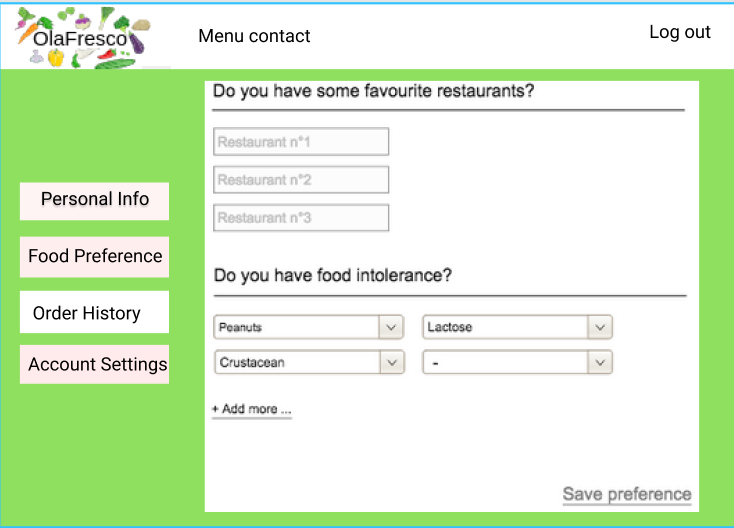 OlaFresco
Menu contact
Log out
Personal Info
Food Preference
Order History
Account Settings
Do you have some favourite restaurants?
Restaurant n°1
Restaurant n°2
Restaurant n°3
Do you have food intolerance?
Peanuts
Lactose
Crustacean
-
+ Add more ...
Save preference